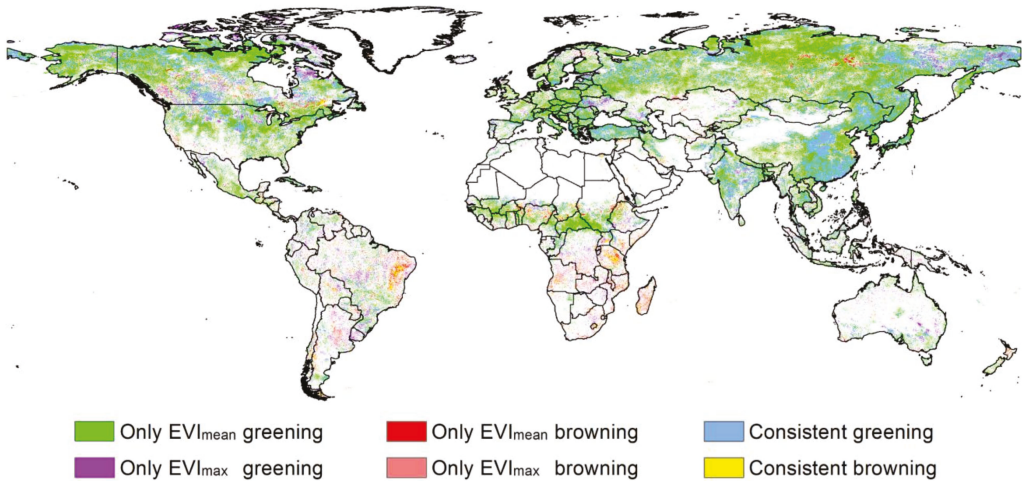 Only EVImean greening
Only EVImean browning
Consistent greening
Only EVImax greening
Only EVImax browning
Consistent browning